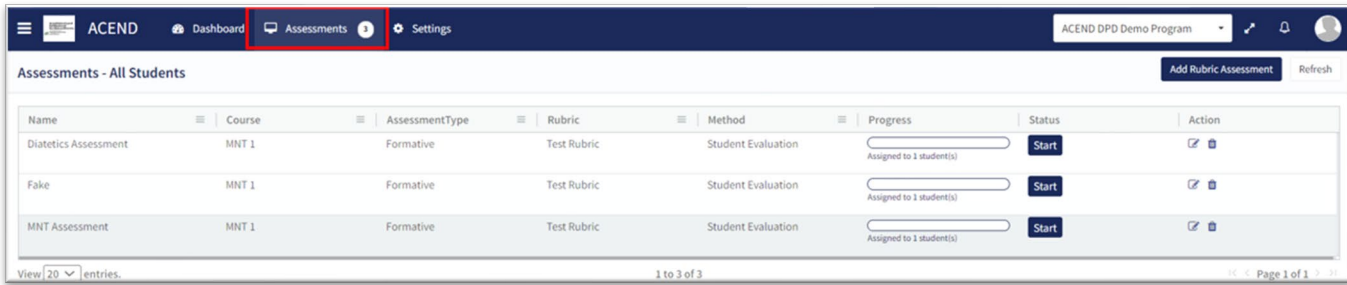 ACEND Dashboard Assessments 3 Settings ACEND DPD Demo Program
Assessments - All Students Add Rubric Assessment Refresh
Name Course AssessmentType Rubric Method Progress Status Action
Diatetics Assessment MNT 1 Formative Test Rubric Student Evaluation Start
Assigned to 1 student(s)
Fake MNT 1 Formative Test Rubric Student Evaluation Start
Assigned to 1 student(s)
MNT Assessment MNT 1 Formative Test Rubric Student Evaluation Start
Assigned to 1 student(s)
View 20 entries. 1 to 3 of 3 Page 1 of 1